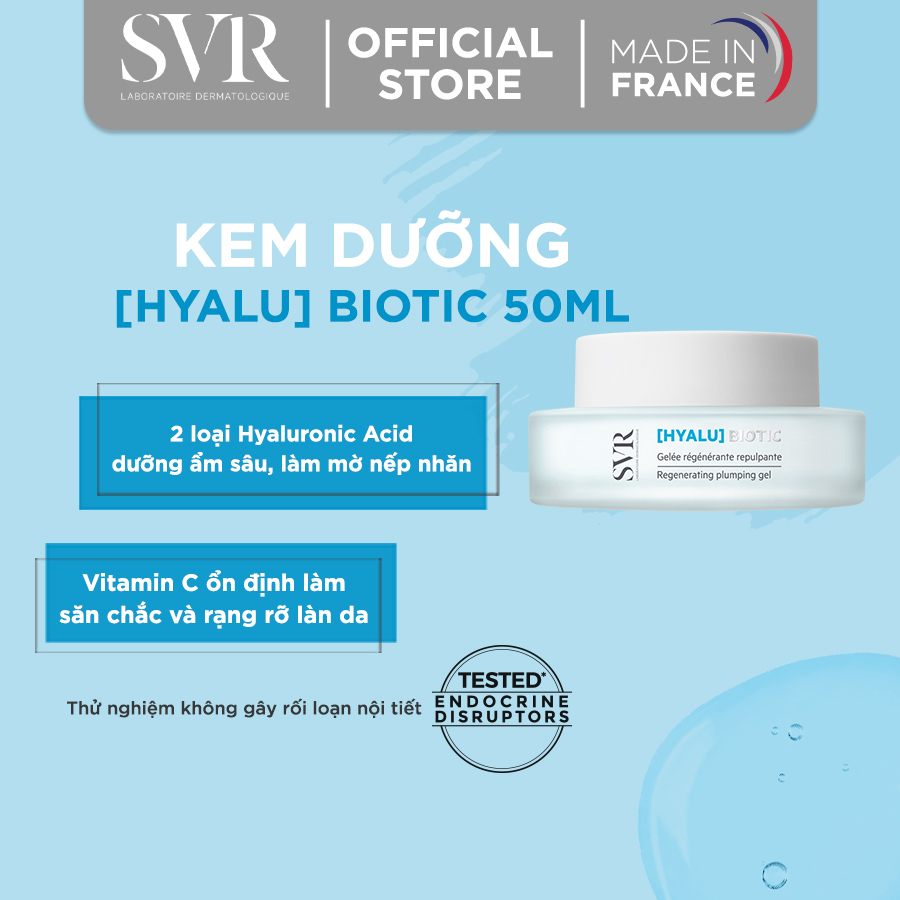 SVR
LABORATOIRE DERMATOLOGIQUE
OFFICIAL
STORE
MADE IN
FRANCE
KEM DƯỠNG
[HYALU] BIOTIC 50ML
2 loại Hyaluronic Acid
dưỡng ẩm sâu, làm mờ nếp nhăn
SVR
[HYALU] BIOTIC
Gelée régénérante repulpante
Regenerating plumping gel
Vitamin C ổn định làm
săn chắc và rạng rỡ làn da
Thử nghiệm không gây rối loạn nội tiết
TESTED*
ENDOCRINE
DISRUPTORS